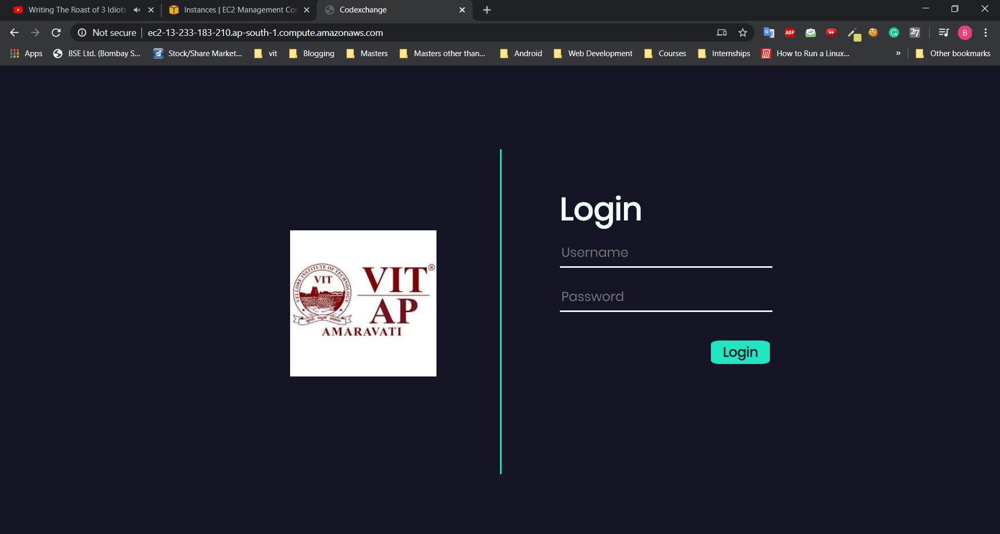 Writing The Roast of 3 Idiots
Instances | EC2 Management Con
Codexchange
Not secure
ec2-13-233-183-210.ap-south-1.compute.amazonaws.com
ABP
27
B
Apps
BSE Ltd. (Bombay S...
Stock/Share Market...
vit
Blogging
Masters
Masters other than...
Android
Web Development
Courses
Internships
How to Run a Linux...
»
Other bookmarks
VELLORE INSTITUTE OF TECHNOLOGY
VIT
VIT®
AP
AMARAVATI
Login
Username
Password
Login